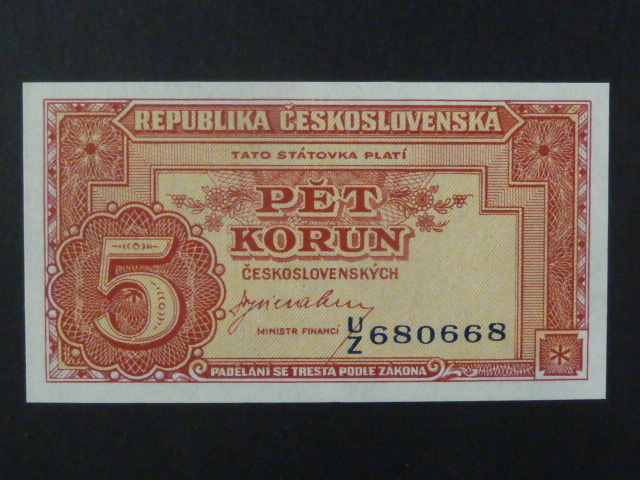 REPUBLIKA ČESKOSLOVENSKÁ
TATO STÁTOVKA PLATÍ
PĚT
KORUN
ČESKOSLOVENSKÝCH
5
MINISTR FINANCÍ
U/Z 680668
PADĚLÁNÍ SE TRESTÁ PODLE ZÁKONA